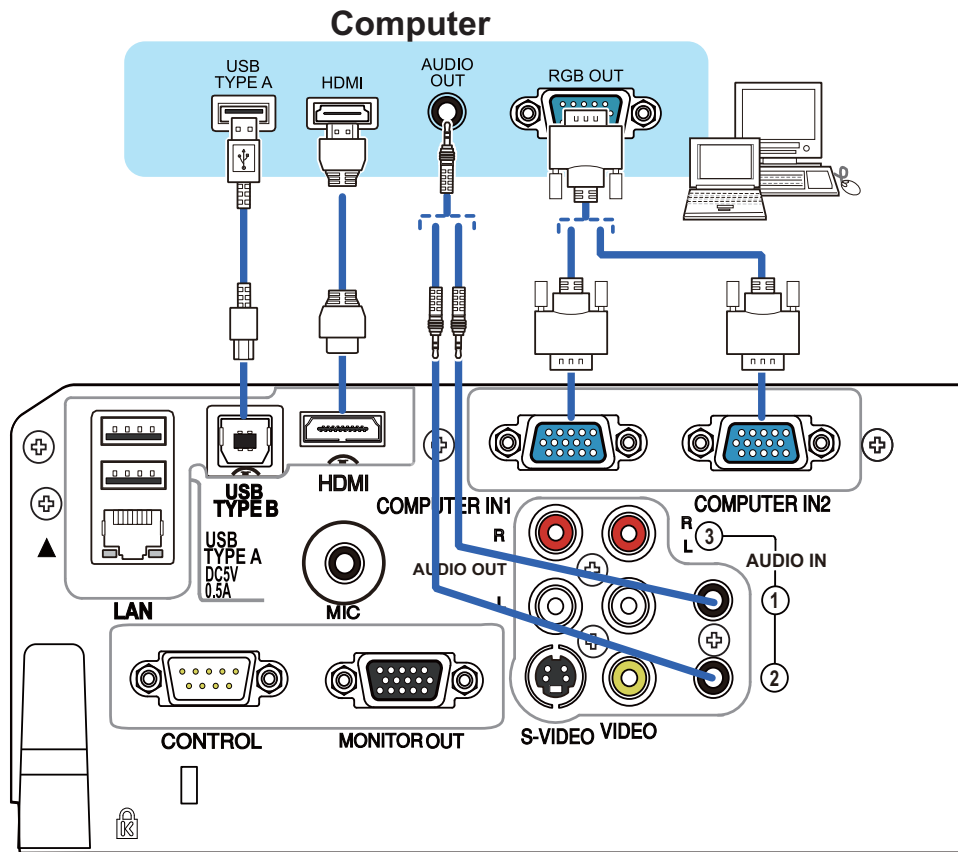 Computer
USB
TYPE A
HDMI
AUDIO
OUT
RGB OUT
USB
TYPE B
HDMI
COMPUTER IN1
COMPUTER IN2
R
R
L
3
AUDIO IN
USB
TYPE A
DC5V
0.5A
AUDIO OUT
L
1
LAN
MIC
2
CONTROL
MONITOR OUT
S-VIDEO
VIDEO
K